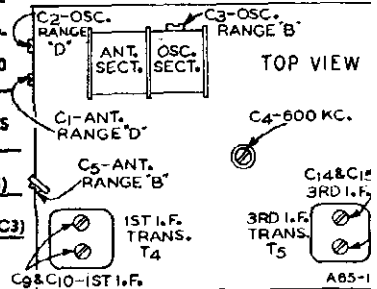 C2-OSC.
RANGE
"D"
C3-OSC.
RANGE "B"
ANT.
SECT.
OSC.
SECT.
TOP VIEW
C1-ANT.
RANGE "D"
C4-600 KC.
C5-ANT.
RANGE "B"
1ST I.F.
TRANS.
T4
C9 & C10-1ST I.F.
3RD I.F.
TRANS.
T5
C14 & C15
3RD I.F.
C3)
A85-1